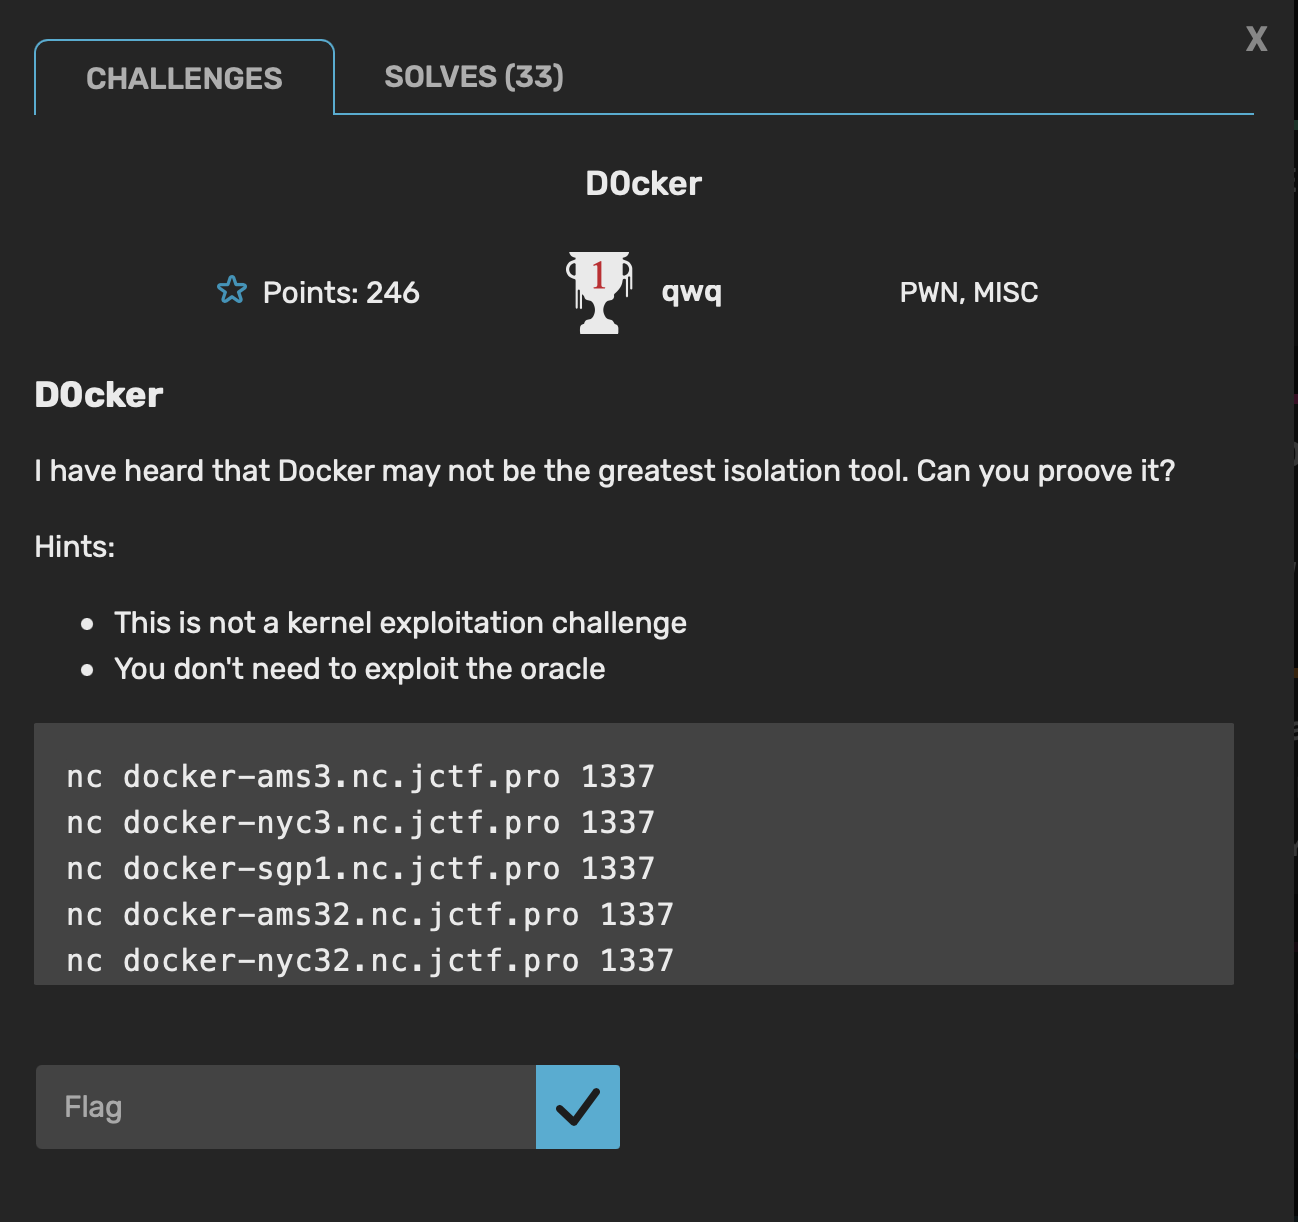 X
CHALLENGES
SOLVES (33)
D0cker
Points: 246
1
qwq
PWN, MISC
D0cker
I have heard that Docker may not be the greatest isolation tool. Can you proove it?
Hints:
This is not a kernel exploitation challenge
You don't need to exploit the oracle
nc docker-ams3.nc.jctf.pro 1337
nc docker-nyc3.nc.jctf.pro 1337
nc docker-sgp1.nc.jctf.pro 1337
nc docker-ams32.nc.jctf.pro 1337
nc docker-nyc32.nc.jctf.pro 1337
Flag